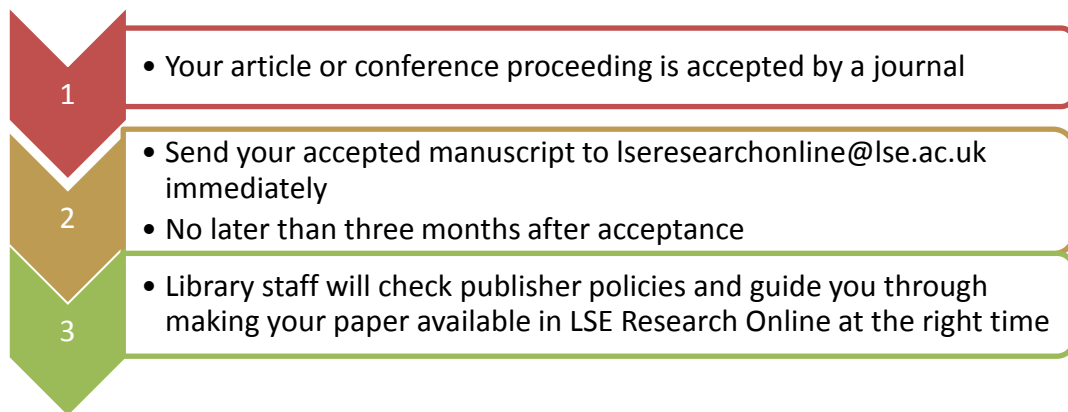 1
• Your article or conference proceeding is accepted by a journal
2
• Send your accepted manuscript to lseresearchonline@lse.ac.uk
immediately
• No later than three months after acceptance
3
• Library staff will check publisher policies and guide you through
making your paper available in LSE Research Online at the right time